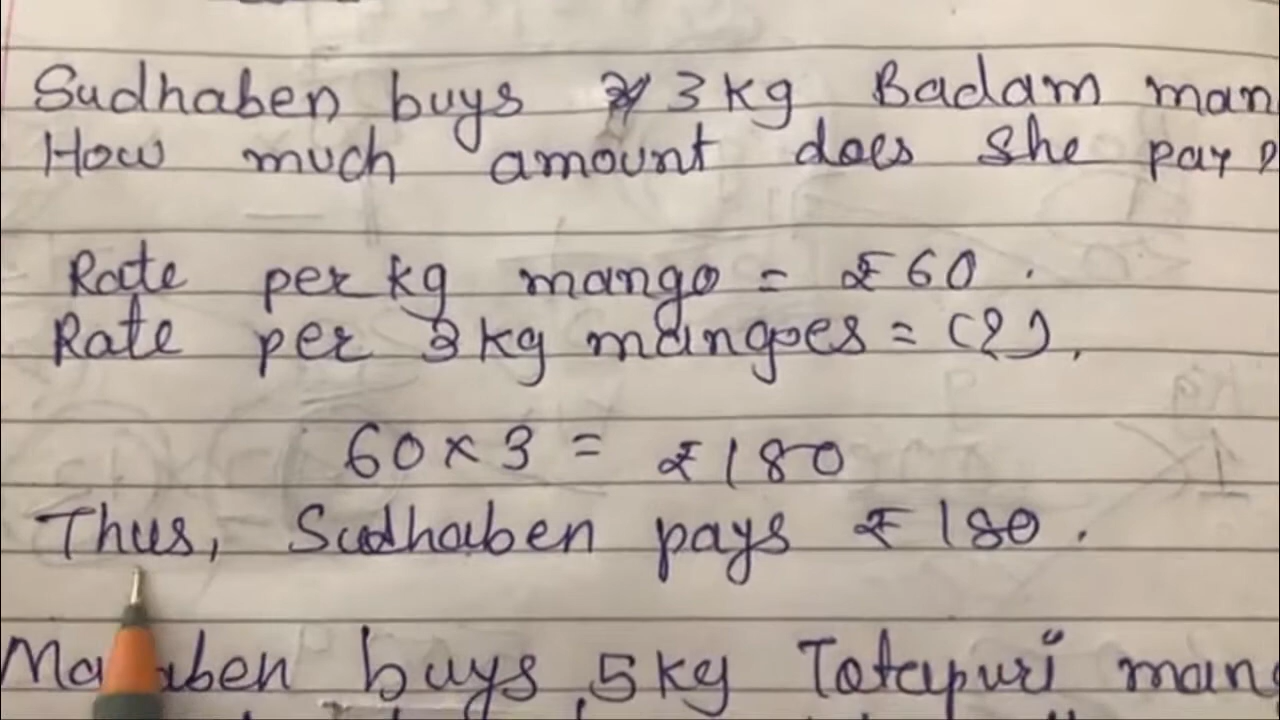 Sudhaben buys 3 kg Badam man
How much amount does she pay?
Rate per kg mango = ₹ 60.
Rate per 3 kg mangoes = (?).
60 × 3 = ₹ 180
Thus, Sudhaben pays ₹ 180.
buys 5 kg Totapuri man